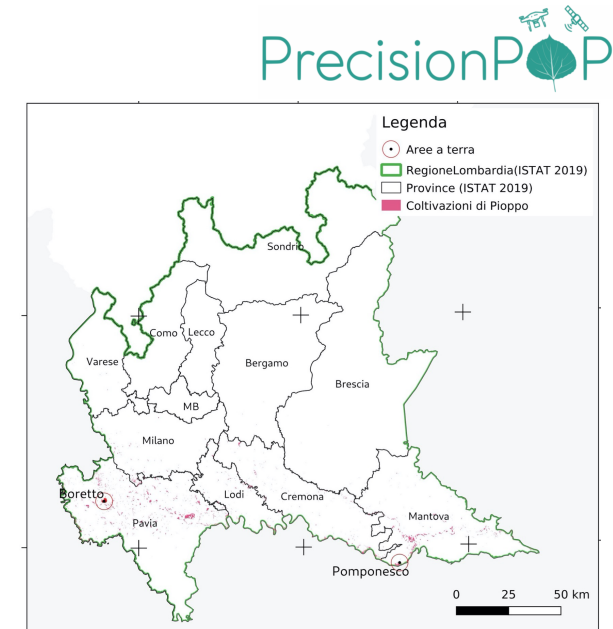 PrecisionPOP
Legenda
Aree a terra
RegioneLombardia(ISTAT 2019)
Province (ISTAT 2019)
Coltivazioni di Pioppo
Sondrio
Como
Lecco
Varese
Bergamo
Brescia
MB
Milano
Boretto
Lodi
Cremona
Pavia
Mantova
Pomponesco
0 25 50 km